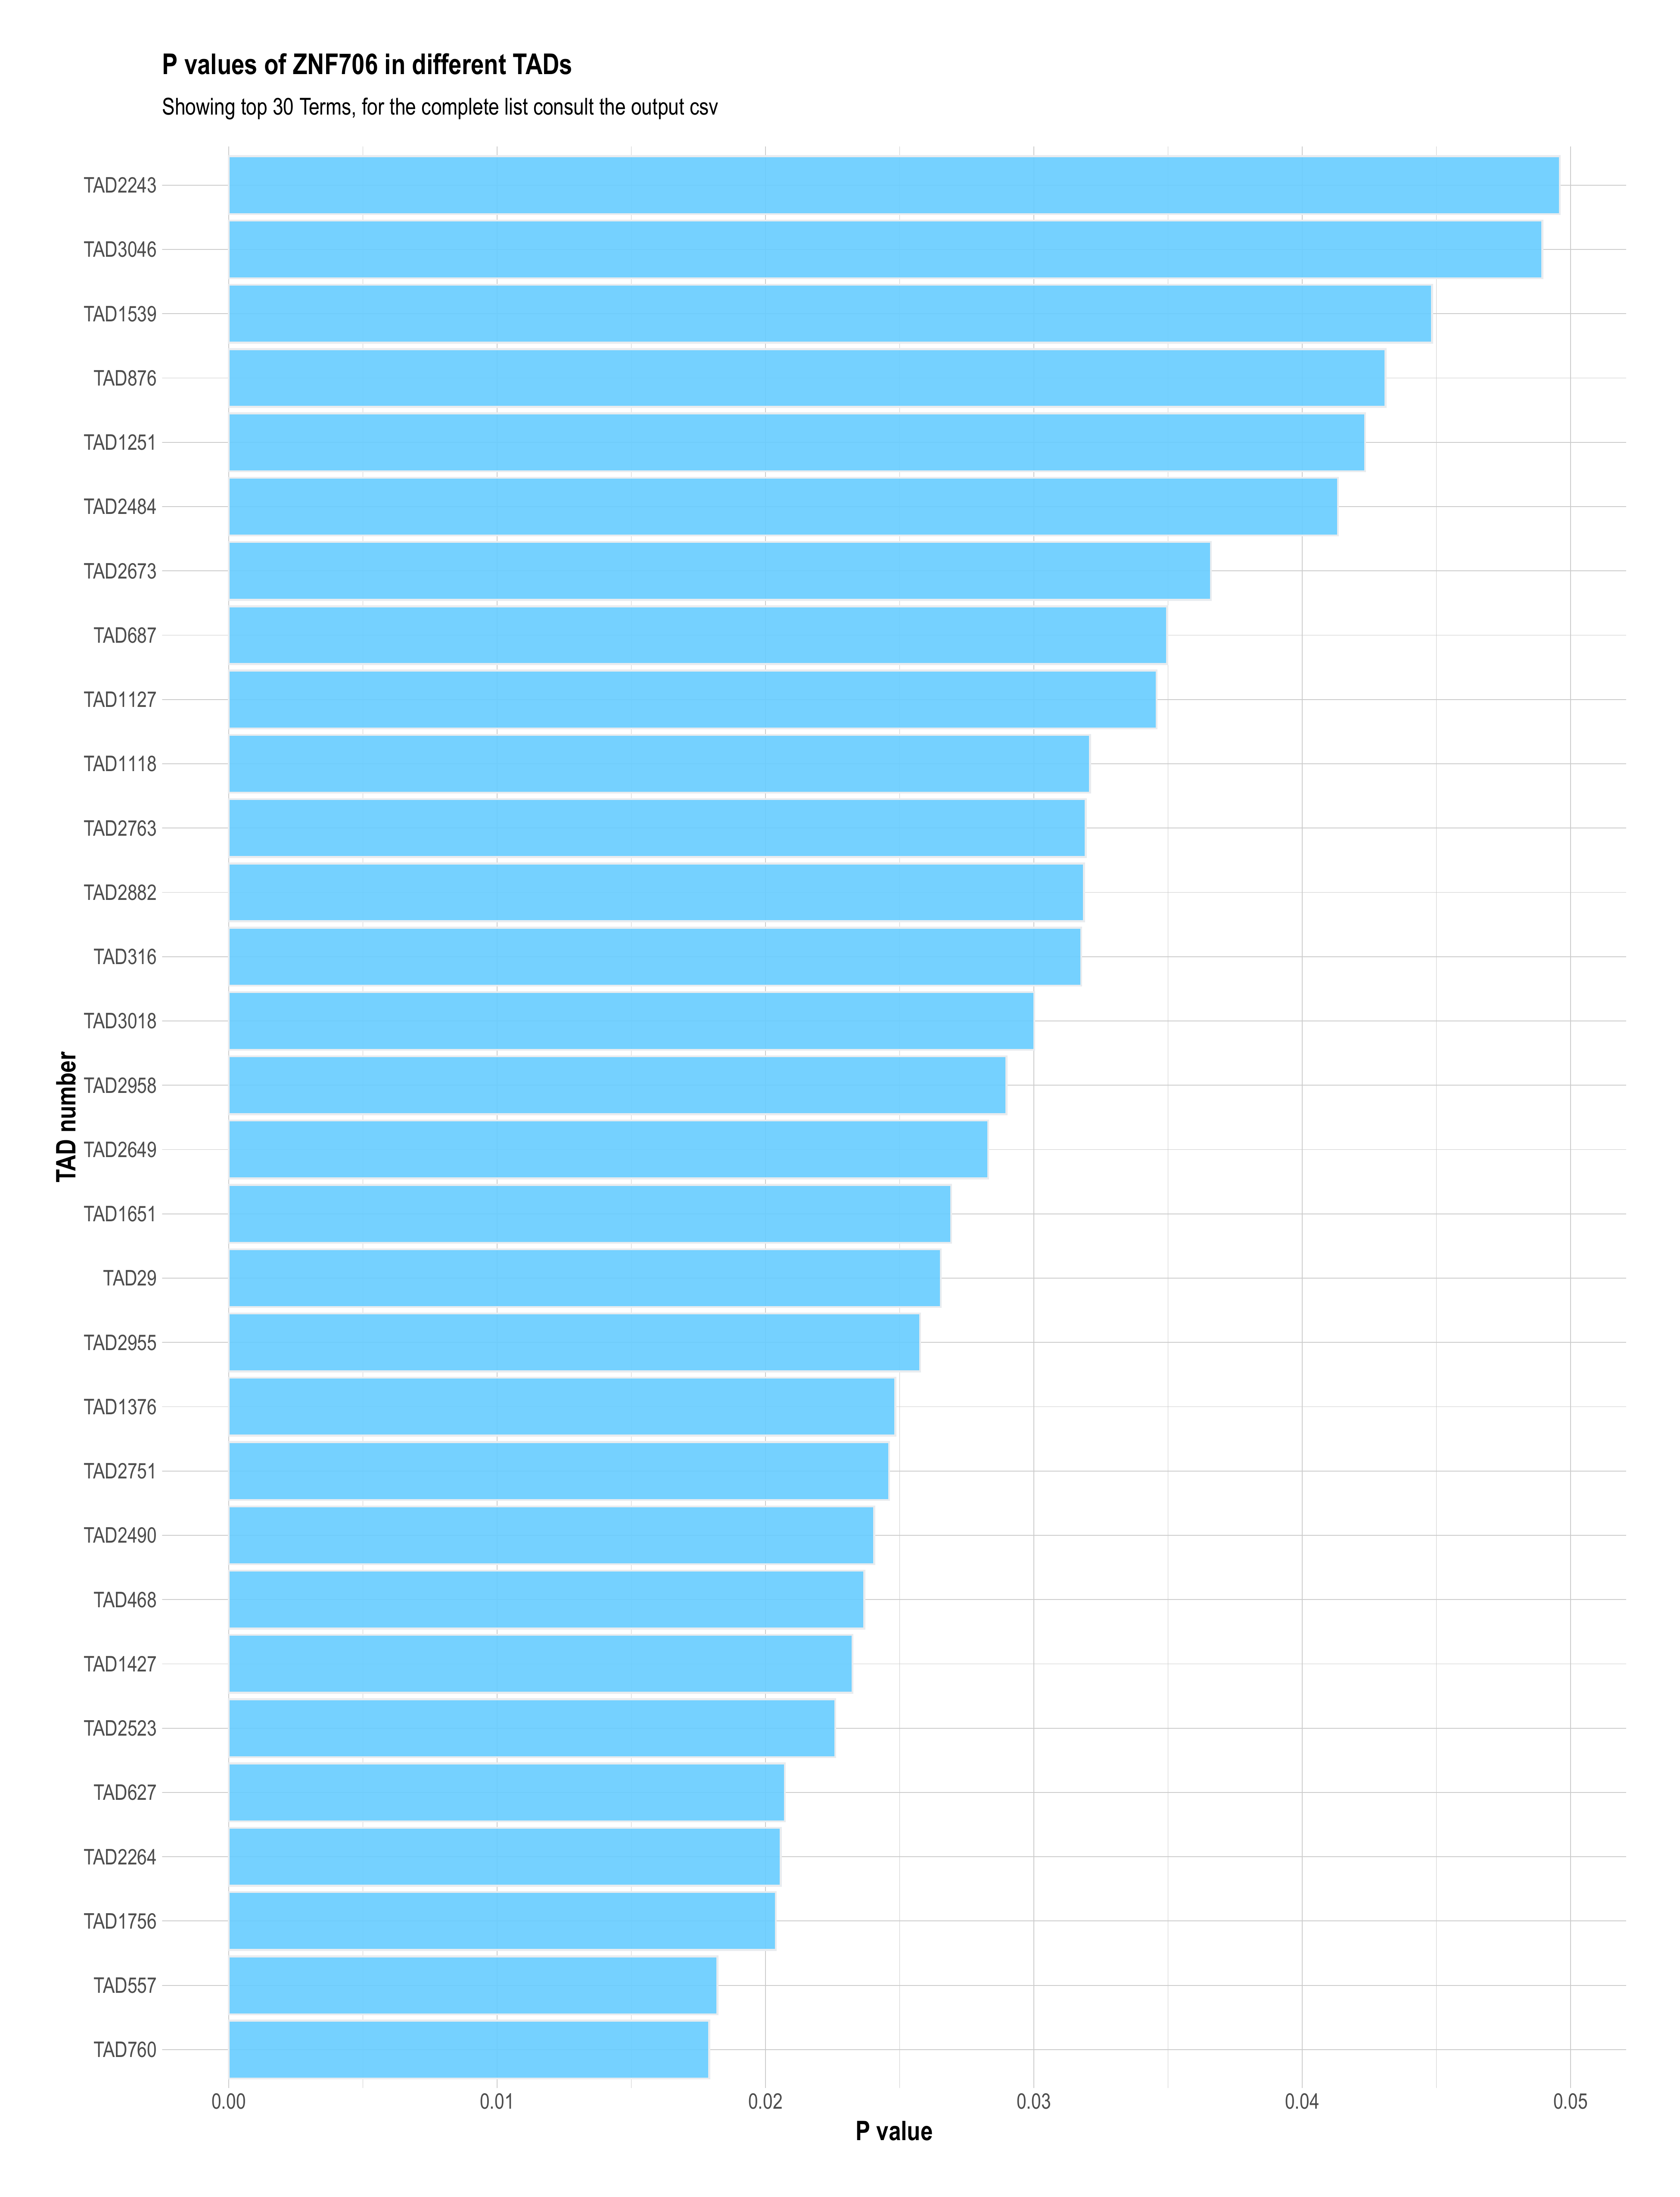 P values of ZNF706 in different TADs
Showing top 30 Terms, for the complete list consult the output csv
TAD number
TAD2243
TAD3046
TAD1539
TAD876
TAD1251
TAD2484
TAD2673
TAD687
TAD1127
TAD1118
TAD2763
TAD2882
TAD316
TAD3018
TAD2958
TAD2649
TAD1651
TAD29
TAD2955
TAD1376
TAD2751
TAD2490
TAD468
TAD1427
TAD2523
TAD627
TAD2264
TAD1756
TAD557
TAD760
0.00 0.01 0.02 0.03 0.04 0.05
P value